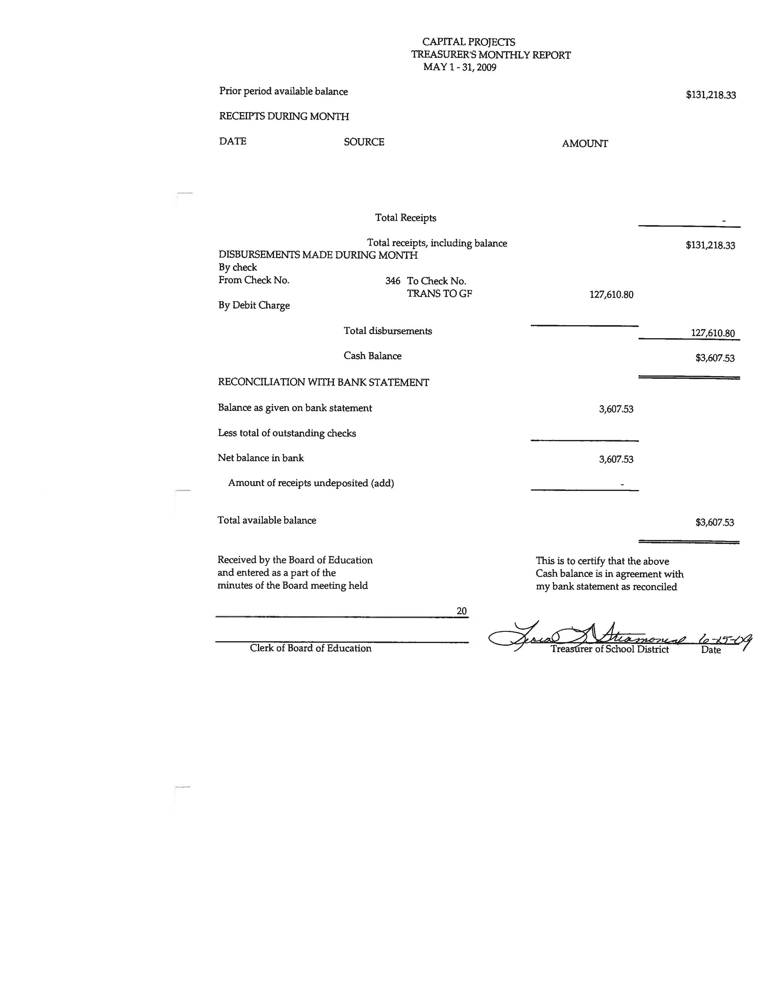 CAPITAL PROJECTS
TREASURER'S MONTHLY REPORT
MAY 1 - 31, 2009
Prior period available balance $131,218.33
RECEIPTS DURING MONTH
DATE SOURCE AMOUNT
Total Receipts -
Total receipts, including balance $131,218.33
DISBURSEMENTS MADE DURING MONTH
By check
From Check No. 346 To Check No.
TRANS TO GF 127,610.80
By Debit Charge
Total disbursements 127,610.80
Cash Balance $3,607.53
RECONCILIATION WITH BANK STATEMENT
Balance as given on bank statement 3,607.53
Less total of outstanding checks
Net balance in bank 3,607.53
Amount of receipts undeposited (add) -
Total available balance $3,607.53
Received by the Board of Education This is to certify that the above
and entered as a part of the Cash balance is in agreement with
minutes of the Board meeting held my bank statement as reconciled
20
6-15-09
Clerk of Board of Education Treasurer of School District Date